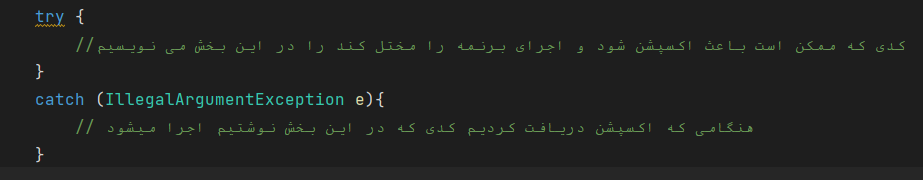 try {
//کدی که ممکن است باعث اکسپشن شود و اجرای برنمه را مختل کند را در این بخش می نویسیم
}
catch (IllegalArgumentException e){
// هنگامی که اکسپشن دریافت کردیم کدی که در این بخش نوشتیم اجرا میشود
}